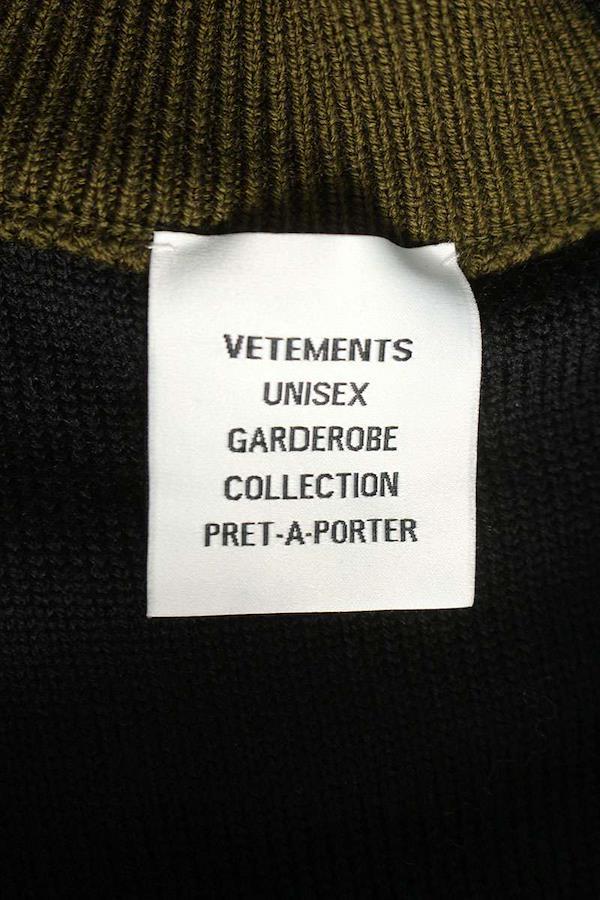 VETEMENTS
UNISEX
GARDEROBE
COLLECTION
PRET-A-PORTER